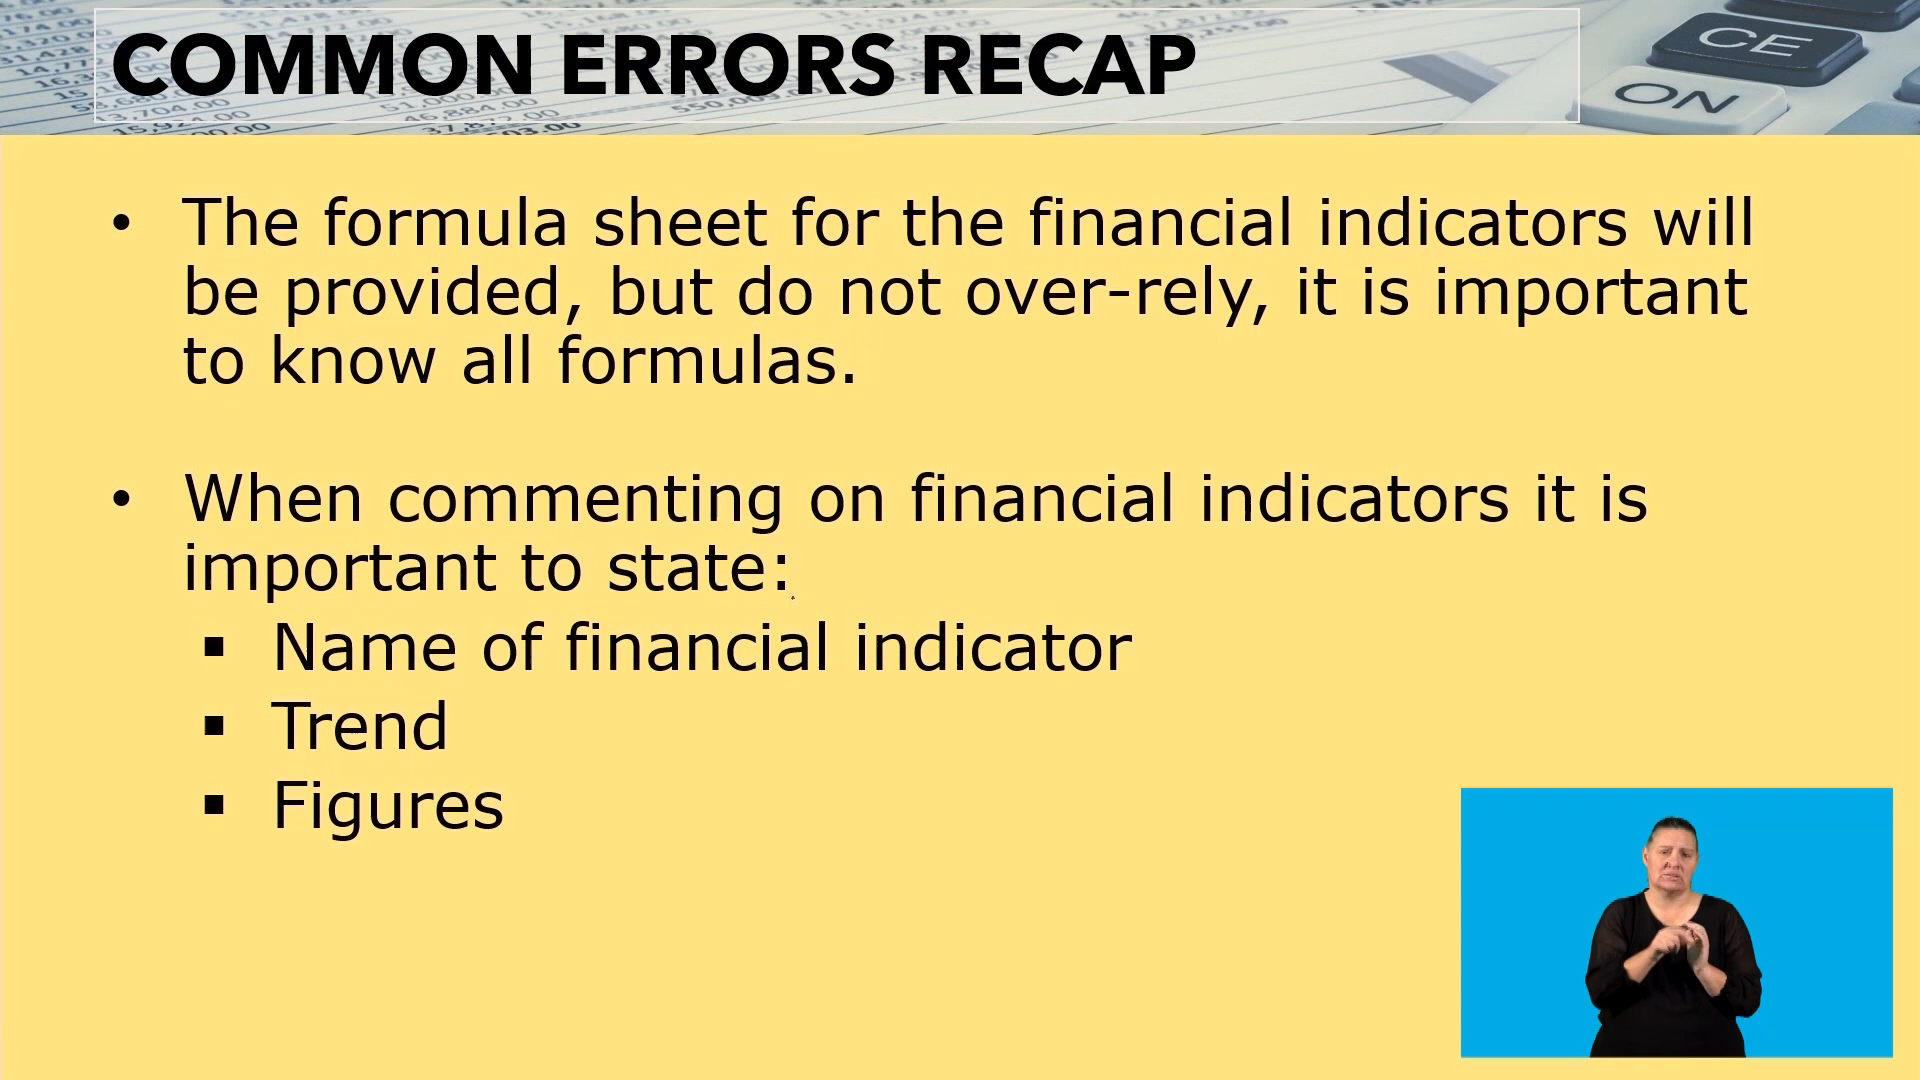 COMMON ERRORS RECAP
CE
ON
• The formula sheet for the financial indicators will
be provided, but do not over-rely, it is important
to know all formulas.
• When commenting on financial indicators it is
important to state:
▪ Name of financial indicator
▪ Trend
▪ Figures